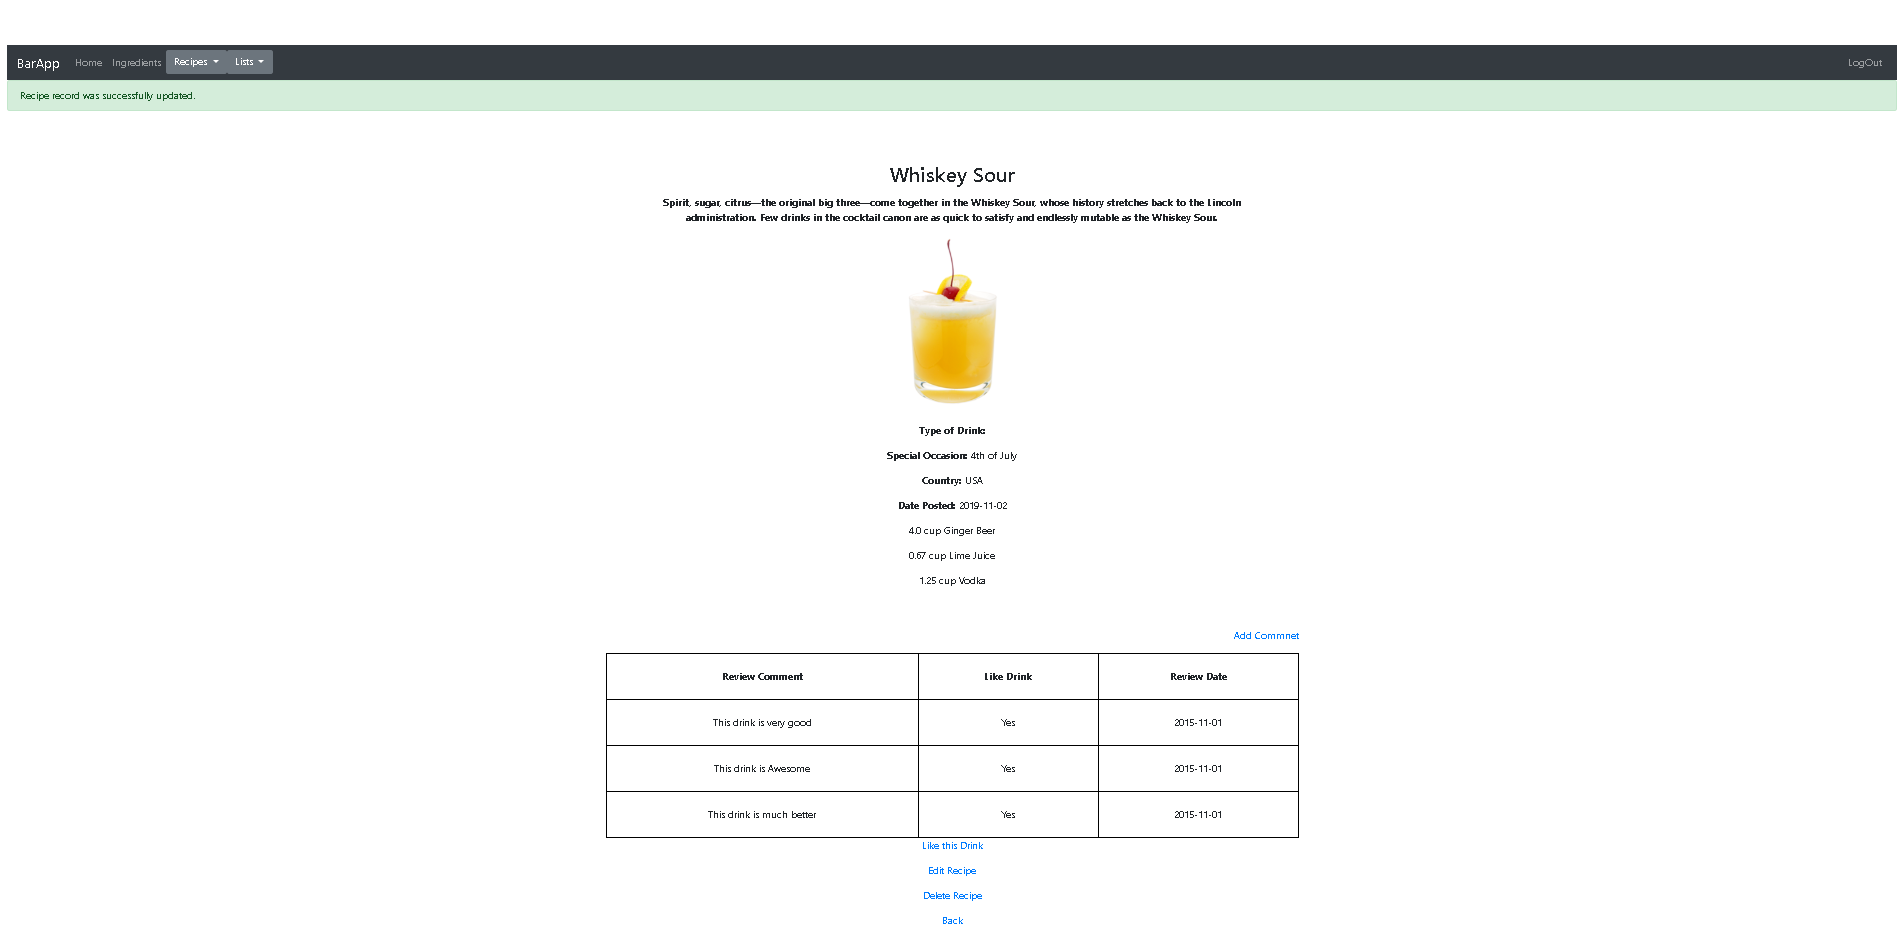 BarApp Home Ingredients Recipes Lists LogOut
Recipe record was successfully updated.
Whiskey Sour
Spirit, sugar, citrus—the original big three—come together in the Whiskey Sour, whose history stretches back to the Lincoln
administration. Few drinks in the cocktail canon are as quick to satisfy and endlessly mutable as the Whiskey Sour.
Type of Drink:
Special Occasion: 4th of July
Country: USA
Date Posted: 2019-11-02
4.0 cup Ginger Beer
0.67 cup Lime Juice
1.25 cup Vodka
Add Commnet
Review Comment Like Drink Review Date
This drink is very good Yes 2015-11-01
This drink is Awesome Yes 2015-11-01
This drink is much better Yes 2015-11-01
Like this Drink
Edit Recipe
Delete Recipe
Back